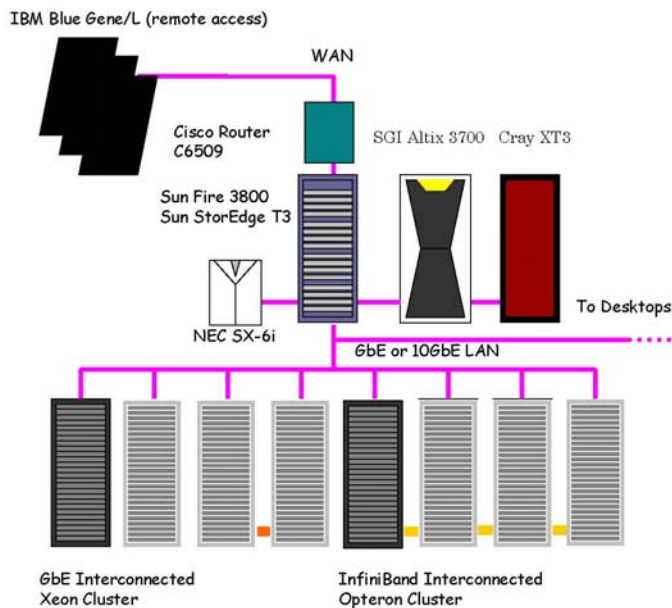 IBM Blue Gene/L (remote access)
WAN
Cisco Router
C6509
SGI Altix 3700
Cray XT3
Sun Fire 3800
Sun StorEdge T3
NEC SX-6i
To Desktops
GbE or 10GbE LAN
GbE Interconnected
Xeon Cluster
InfiniBand Interconnected
Opteron Cluster